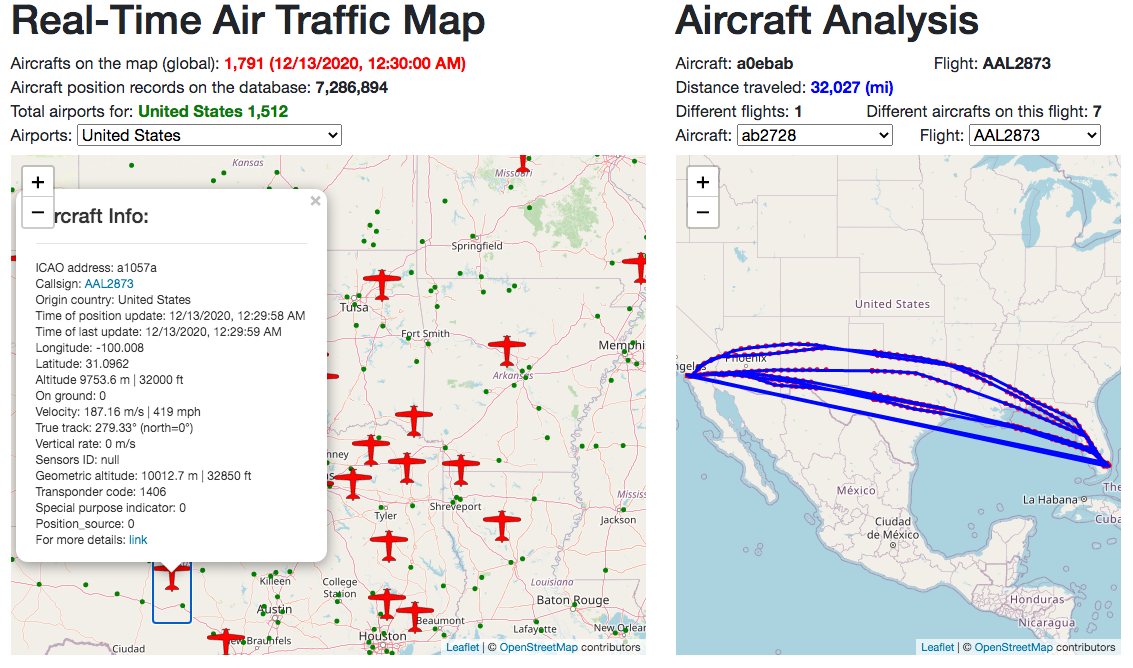 Real-Time Air Traffic Map
Aircrafts on the map (global): 1,791 (12/13/2020, 12:30:00 AM)
Aircraft position records on the database: 7,286,894
Total airports for: United States 1,512
Airports: United States
+
−
Kansas
Missouri
Springfield
Tulsa
Fort Smith
Memphi
Arkansas
nney
s
Tyler
Shreveport
Mississ
Jackson
Killeen
College
Station
Austin
Louisiana
Baton Rouge
Beaumont
Lafayette
New Orlean
New Braunfels
Houston
Ciudad
rcraft Info:
×
ICAO address: a1057a
Callsign: AAL2873
Origin country: United States
Time of position update: 12/13/2020, 12:29:58 AM
Time of last update: 12/13/2020, 12:29:59 AM
Longitude: -100.008
Latitude: 31.0962
Altitude 9753.6 m | 32000 ft
On ground: 0
Velocity: 187.16 m/s | 419 mph
True track: 279.33° (north=0°)
Vertical rate: 0 m/s
Sensors ID: null
Geometric altitude: 10012.7 m | 32850 ft
Transponder code: 1406
Special purpose indicator: 0
Position_source: 0
For more details: link
Leaflet | © OpenStreetMap contributors
Aircraft Analysis
Aircraft: a0ebab Flight: AAL2873
Distance traveled: 32,027 (mi)
Different flights: 1 Different aircrafts on this flight: 7
Aircraft: ab2728 Flight: AAL2873
+
−
United States
ngeles
Phoenix
México
Ciudad
de México
La Habana
The
Cuba
Honduras
Nicaragua
Leaflet | © OpenStreetMap contributors